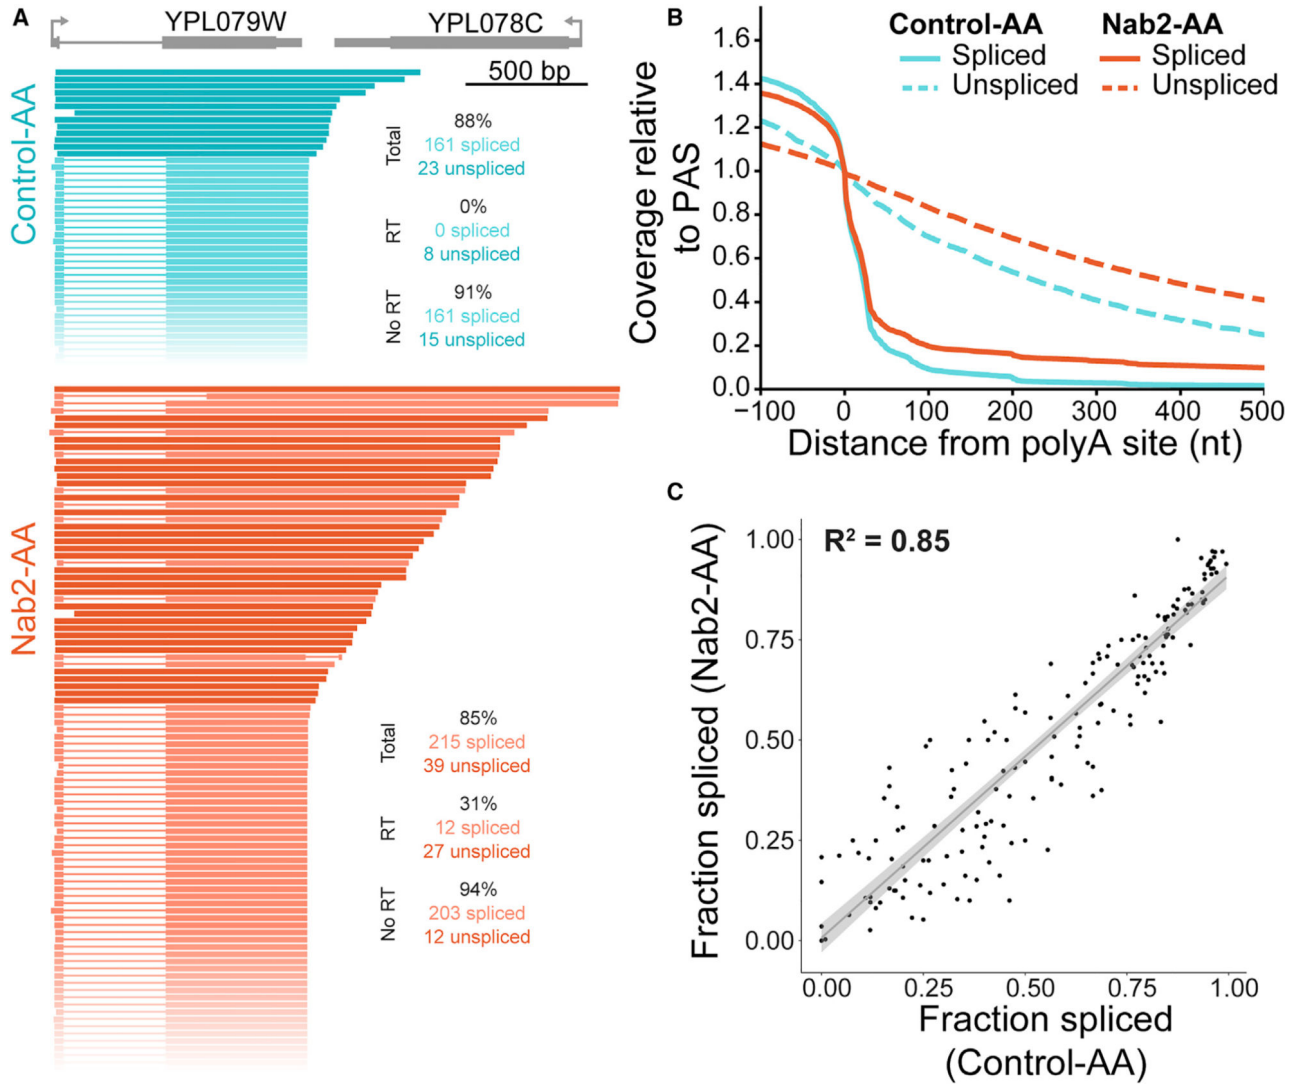 A
YPL079W
YPL078C
500 bp
Control-AA
Total
88%
161 spliced
23 unspliced
RT
0%
0 spliced
8 unspliced
No RT
91%
161 spliced
15 unspliced
Nab2-AA
Total
85%
215 spliced
39 unspliced
RT
31%
12 spliced
27 unspliced
No RT
94%
203 spliced
12 unspliced
B
Control-AA
Spliced
Unspliced
Nab2-AA
Spliced
Unspliced
Coverage relative
to PAS
1.6
1.4
1.2
1.0
0.8
0.6
0.4
0.2
0.0
−100 0 100 200 300 400 500
Distance from polyA site (nt)
C
R² = 0.85
Fraction spliced (Nab2-AA)
1.00
0.75
0.50
0.25
0.00
0.00 0.25 0.50 0.75 1.00
Fraction spliced
(Control-AA)